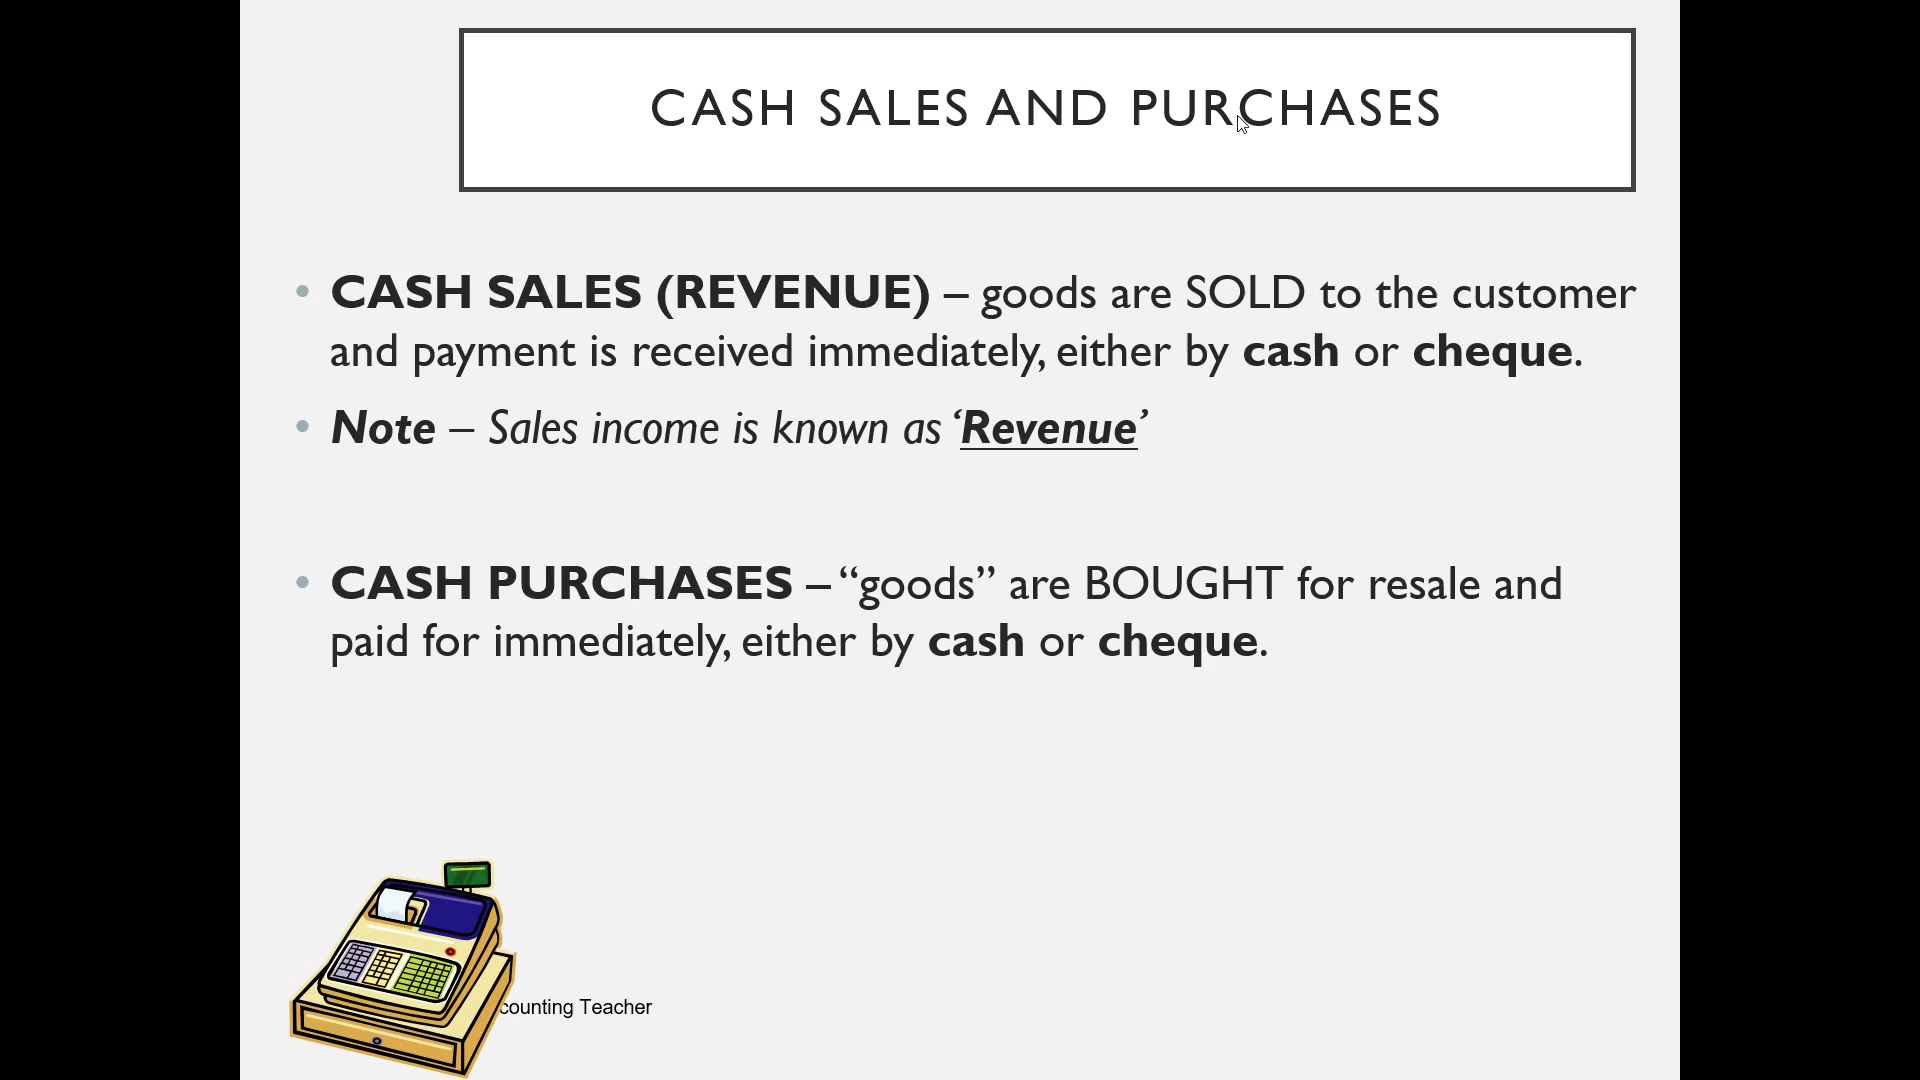 CASH SALES AND PURCHASES
• CASH SALES (REVENUE) – goods are SOLD to the customer
and payment is received immediately, either by cash or cheque.
• Note – Sales income is known as ‘Revenue’
• CASH PURCHASES – “goods” are BOUGHT for resale and
paid for immediately, either by cash or cheque.
counting Teacher